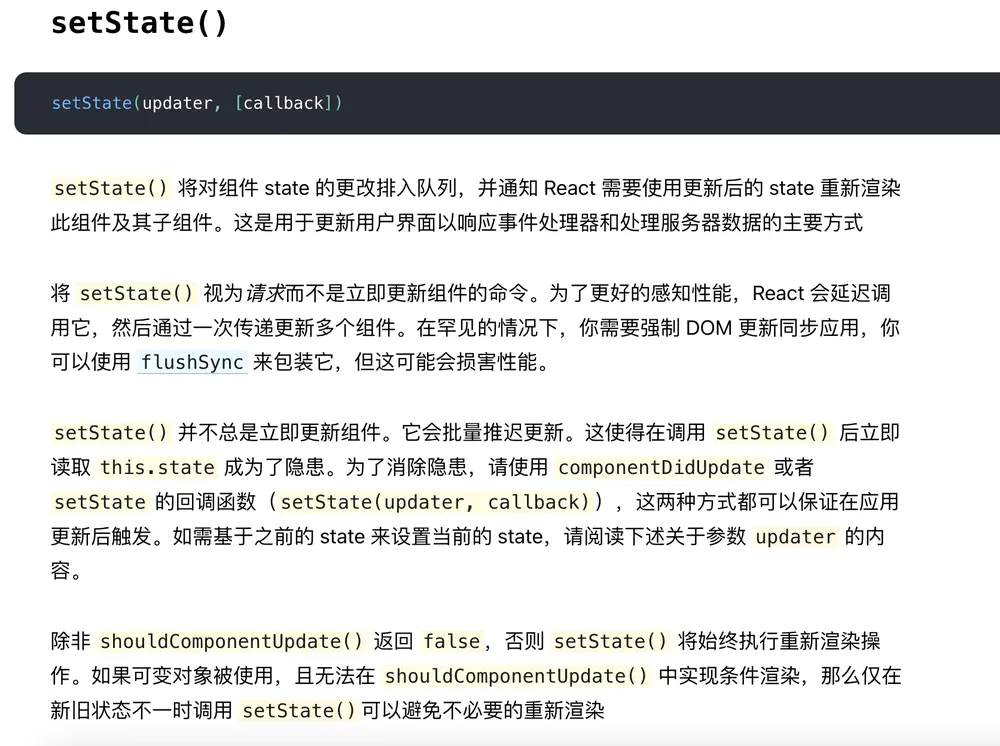 setState()
setState(updater, [callback])
setState() 将对组件 state 的更改排入队列，并通知 React 需要使用更新后的 state 重新渲染
此组件及其子组件。这是用于更新用户界面以响应事件处理器和处理服务器数据的主要方式
将 setState() 视为请求而不是立即更新组件的命令。为了更好的感知性能，React 会延迟调
用它，然后通过一次传递更新多个组件。在罕见的情况下，你需要强制 DOM 更新同步应用，你
可以使用 flushSync 来包装它，但这可能会损害性能。
setState() 并不总是立即更新组件。它会批量推迟更新。这使得在调用 setState() 后立即
读取 this.state 成为了隐患。为了消除隐患，请使用 componentDidUpdate 或者
setState 的回调函数（setState(updater, callback)），这两种方式都可以保证在应用
更新后触发。如需基于之前的 state 来设置当前的 state，请阅读下述关于参数 updater 的内
容。
除非 shouldComponentUpdate() 返回 false，否则 setState() 将始终执行重新渲染操
作。如果可变对象被使用，且无法在 shouldComponentUpdate() 中实现条件渲染，那么仅在
新旧状态不一时调用 setState()可以避免不必要的重新渲染